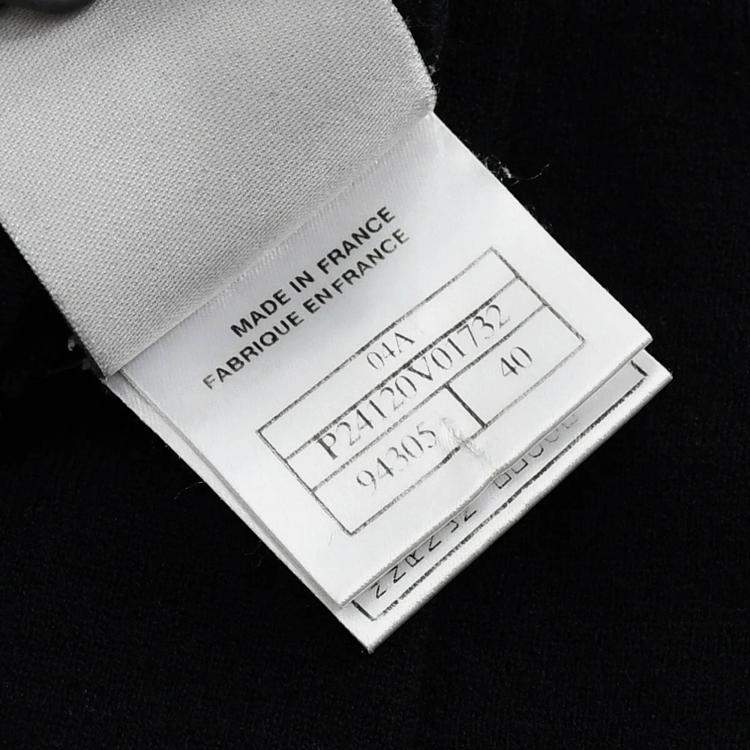 MADE IN FRANCE
FABRIQUE EN FRANCE
04A
P24120V01732
94305 40